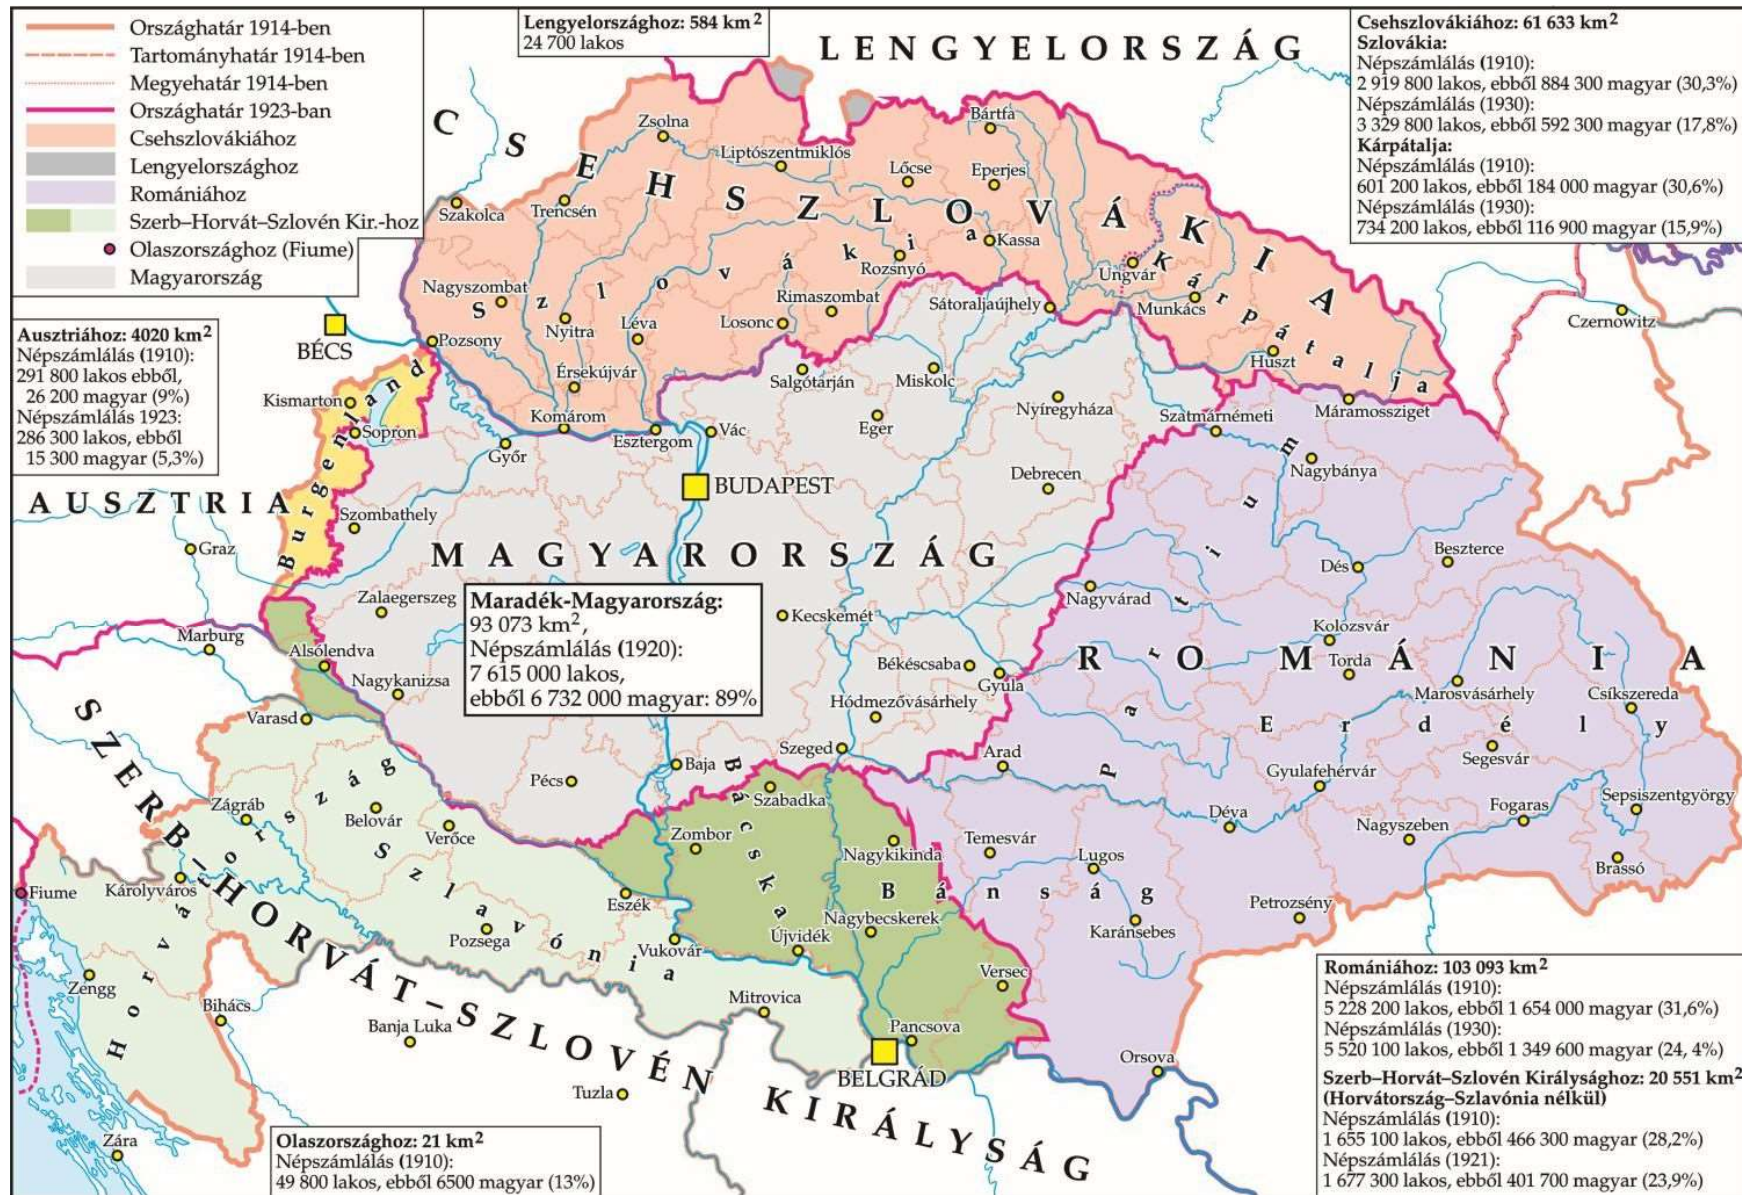 Országhatár 1914-ben
Tartományhatár 1914-ben
Megyehatár 1914-ben
Országhatár 1923-ban
Csehszlovákiához
Lengyelországhoz
Romániához
Szerb–Horvát–Szlovén Kir.-hoz
Olaszországhoz (Fiume)
Magyarország
Lengyelországhoz: 584 km²
24 700 lakos
LENGYELORSZÁG
Csehszlovákiához: 61 633 km²
Szlovákia:
Népszámlálás (1910):
2 919 800 lakos, ebből 884 300 magyar (30,3%)
Népszámlálás (1930):
3 329 800 lakos, ebből 592 300 magyar (17,8%)
Kárpátalja:
Népszámlálás (1910):
601 200 lakos, ebből 184 000 magyar (30,6%)
Népszámlálás (1930):
734 200 lakos, ebből 116 900 magyar (15,9%)
CSEHSZLOVÁKIA
Szlovákia
Kárpátalja
Zsolna
Bártfa
Liptószentmiklós
Lőcse
Eperjes
Szakolca
Trencsén
Kassa
Rozsnyó
Ungvár
Nagyszombat
Rimaszombat
Sátoraljaújhely
Munkács
Nyitra
Léva
Losonc
Czernowitz
Pozsony
Huszt
Érsekújvár
Komárom
Máramossziget
Ausztriához: 4020 km²
Népszámlálás (1910):
291 800 lakos ebből,
26 200 magyar (9%)
Népszámlálás 1923:
286 300 lakos, ebből
15 300 magyar (5,3%)
BÉCS
Kismarton
Sopron
Burgenland
AUSZTRIA
Graz
Marburg
Salgótarján
Miskolc
Nyíregyháza
Szatmárnémeti
Eger
Esztergom
Vác
Győr
Debrecen
Nagybánya
BUDAPEST
Szombathely
MAGYARORSZÁG
Maradék-Magyarország:
93 073 km²,
Népszámlálás (1920):
7 615 000 lakos,
ebből 6 732 000 magyar: 89%
Zalaegerszeg
Kecskemét
Alsólendva
Nagykanizsa
Békéscsaba
Gyula
Hódmezővásárhely
Szeged
Baja
Pécs
Partium
Beszterce
Dés
Nagyvárad
Kolozsvár
Torda
ROMÁNIA
Marosvásárhely
Csíkszereda
Erdély
Segesvár
Arad
Gyulafehérvár
Déva
Fogaras
Sepsiszentgyörgy
Nagyszeben
Brassó
Temesvár
Lugos
Bánság
Karánsebes
Petrozsény
Orsova
Varasd
SZERB–HORVÁT–SZLOVÉN KIRÁLYSÁG
Horvátország
Szlavónia
Zágráb
Belovár
Verőce
Károlyváros
Fiume
Pozsega
Eszék
Vukovár
Zengg
Bihács
Banja Luka
Mitrovica
Tuzla
Zára
Bácska
Szabadka
Zombor
Nagykikinda
Nagybecskerek
Újvidék
Versec
Pancsova
BELGRÁD
Olaszországhoz: 21 km²
Népszámlálás (1910):
49 800 lakos, ebből 6500 magyar (13%)
Romániához: 103 093 km²
Népszámlálás (1910):
5 228 200 lakos, ebből 1 654 000 magyar (31,6%)
Népszámlálás (1930):
5 520 100 lakos, ebből 1 349 600 magyar (24, 4%)
Szerb–Horvát–Szlovén Királysághoz: 20 551 km²
(Horvátország–Szlavónia nélkül)
Népszámlálás (1910):
1 655 100 lakos, ebből 466 300 magyar (28,2%)
Népszámlálás (1921):
1 677 300 lakos, ebből 401 700 magyar (23,9%)